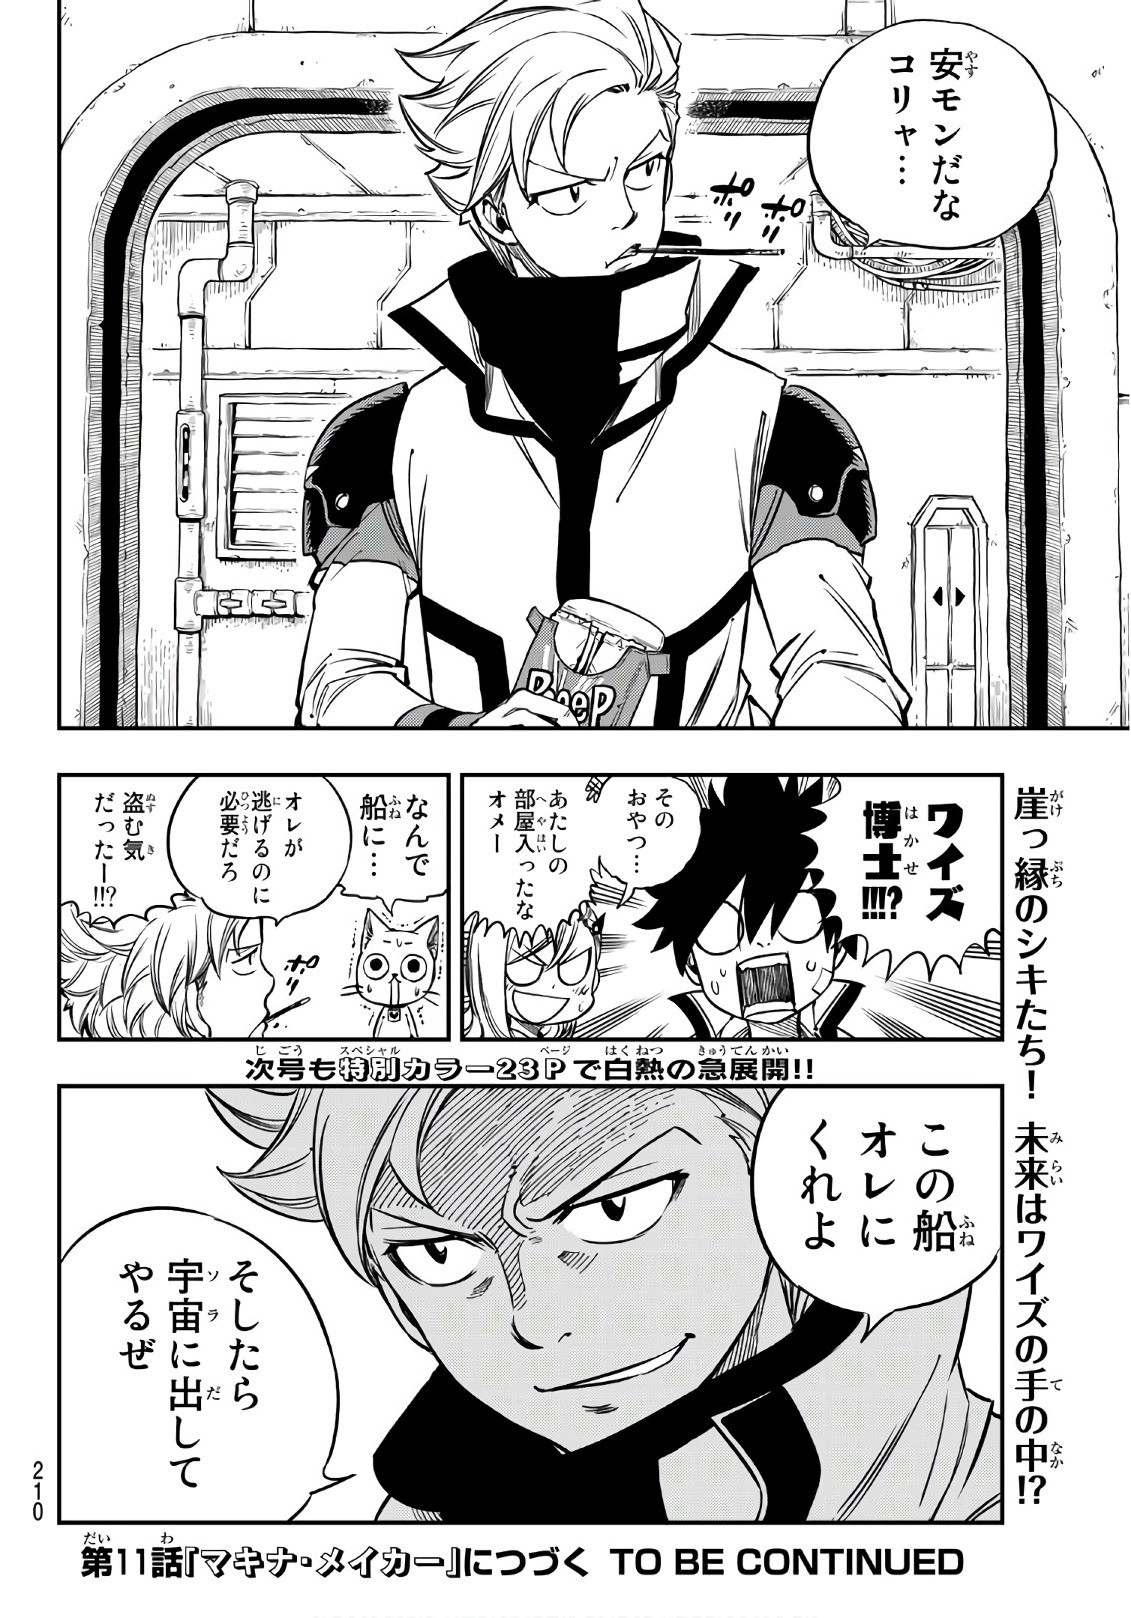 安モンだな
コリャ…
ポリ
ポリ
BeeP
ワイズ
博士!!!?
その
おやつ…
あたしの
部屋入ったな
オメー
なんで
船に…
オレが
逃げるのに
必要だろ
盗む気
だったー!!!?
ポリ
次号も特別カラー23Pで白熱の急展開!!
この船
オレに
くれよ
そしたら
宇宙に出して
やるぜ
崖っ縁のシキたち! 未来はワイズの手の中!?
210
第11話『マキナ・メイカー』につづく TO BE CONTINUED